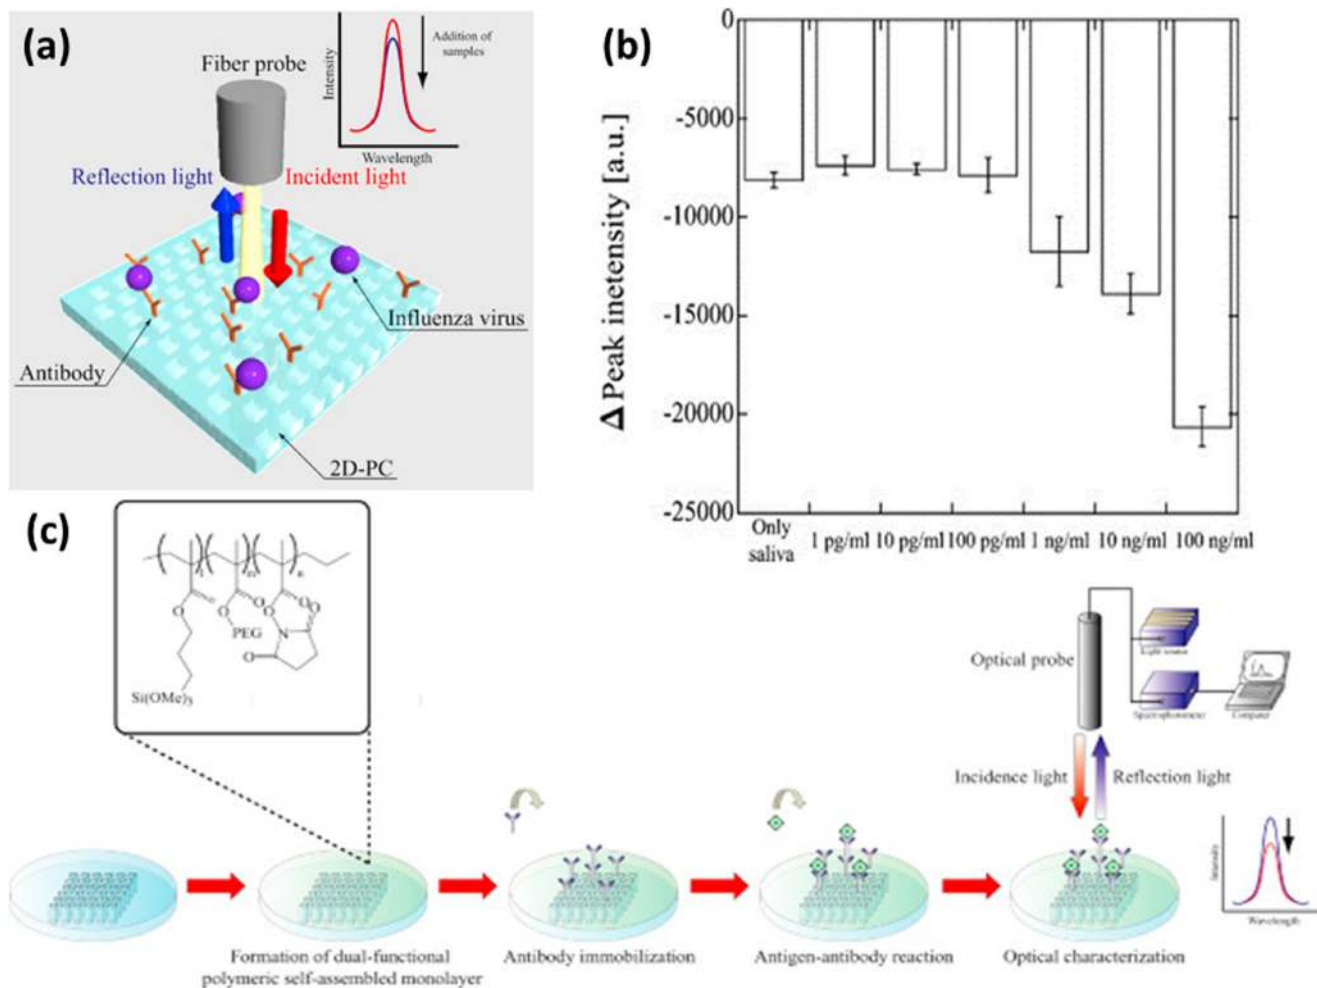 (a)
Fiber probe
Intensity
Addition of
samples
Wavelength
Reflection light
Incident light
Influenza virus
Antibody
2D-PC
(b)
ΔPeak inetensity [a.u.]
0
-5000
-10000
-15000
-20000
-25000
Only
saliva
1 pg/ml
10 pg/ml
100 pg/ml
1 ng/ml
10 ng/ml
100 ng/ml
(c)
l
m
n
O
O
O
O
O
O
PEG
N
O
O
Si(OMe)3
Optical probe
Light source
Spectrophotometer
Computer
Incidence light
Reflection light
Intensity
Wavelength
Formation of dual-functional
polymeric self-assembled monolayer
Antibody immobilization
Antigen-antibody reaction
Optical characterization